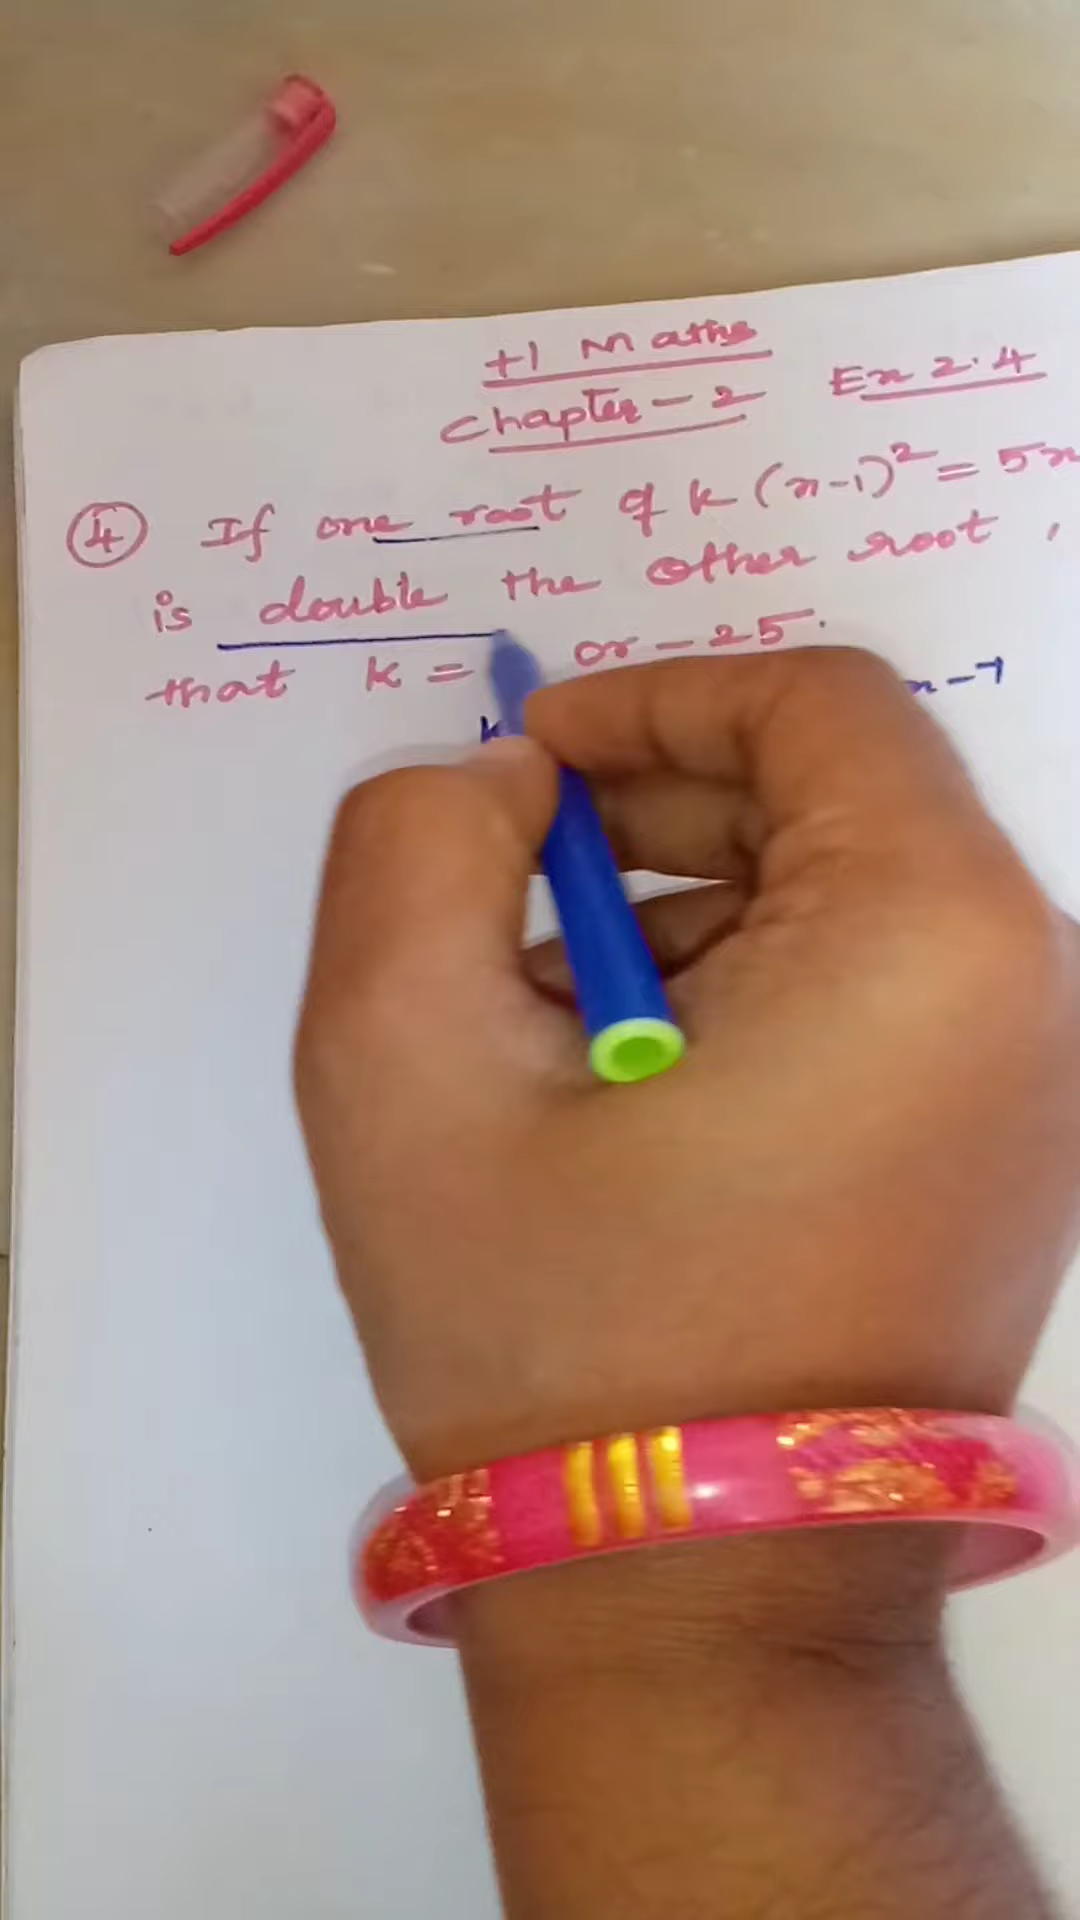 +1 Maths
Chapter - 2 Ex 2.4
④ If one root of k(x-1)² = 5x
is double the other root,
that k = or -25.
k x-7